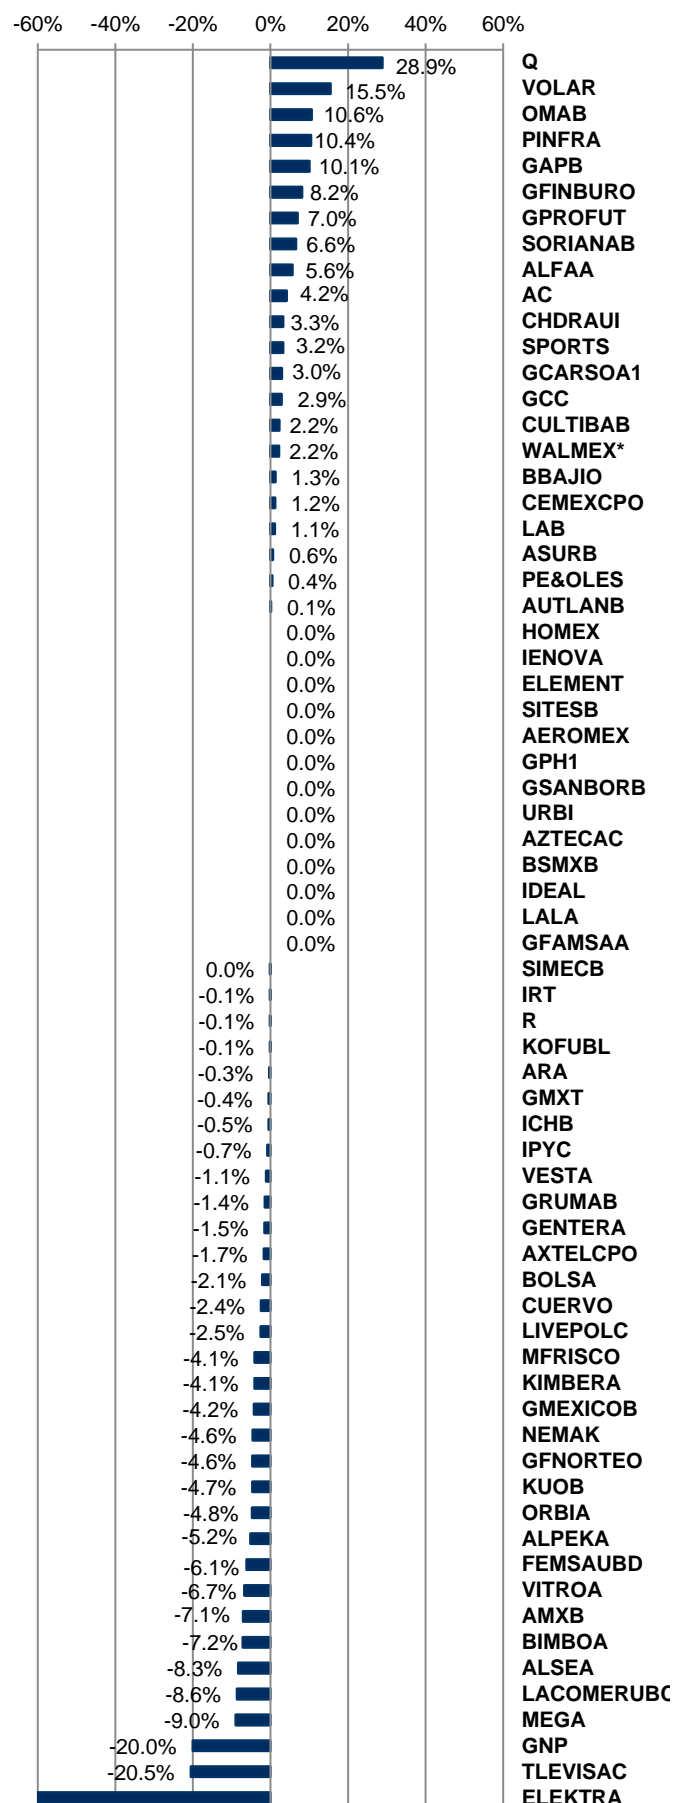 -60% -40% -20% 0% 20% 40% 60%
28.9% Q
15.5% VOLAR
10.6% OMAB
10.4% PINFRA
10.1% GAPB
8.2% GFINBURO
7.0% GPROFUT
6.6% SORIANAB
5.6% ALFAA
4.2% AC
3.3% CHDRAUI
3.2% SPORTS
3.0% GCARSOA1
2.9% GCC
2.2% CULTIBAB
2.2% WALMEX*
1.3% BBAJIO
1.2% CEMEXCPO
1.1% LAB
0.6% ASURB
0.4% PE&OLES
0.1% AUTLANB
0.0% HOMEX
0.0% IENOVA
0.0% ELEMENT
0.0% SITESB
0.0% AEROMEX
0.0% GPH1
0.0% GSANBORB
0.0% URBI
0.0% AZTECAC
0.0% BSMXB
0.0% IDEAL
0.0% LALA
0.0% GFAMSAA
0.0% SIMECB
-0.1% IRT
-0.1% R
-0.1% KOFUBL
-0.3% ARA
-0.4% GMXT
-0.5% ICHB
-0.7% IPYC
-1.1% VESTA
-1.4% GRUMAB
-1.5% GENTERA
-1.7% AXTELCPO
-2.1% BOLSA
-2.4% CUERVO
-2.5% LIVEPOLC
-4.1% MFRISCO
-4.1% KIMBERA
-4.2% GMEXICOB
-4.6% NEMAK
-4.6% GFNORTEO
-4.7% KUOB
-4.8% ORBIA
-5.2% ALPEKA
-6.1% FEMSAUBD
-6.7% VITROA
-7.1% AMXB
-7.2% BIMBOA
-8.3% ALSEA
-8.6% LACOMERUBC
-9.0% MEGA
-20.0% GNP
-20.5% TLEVISAC
ELEKTRA